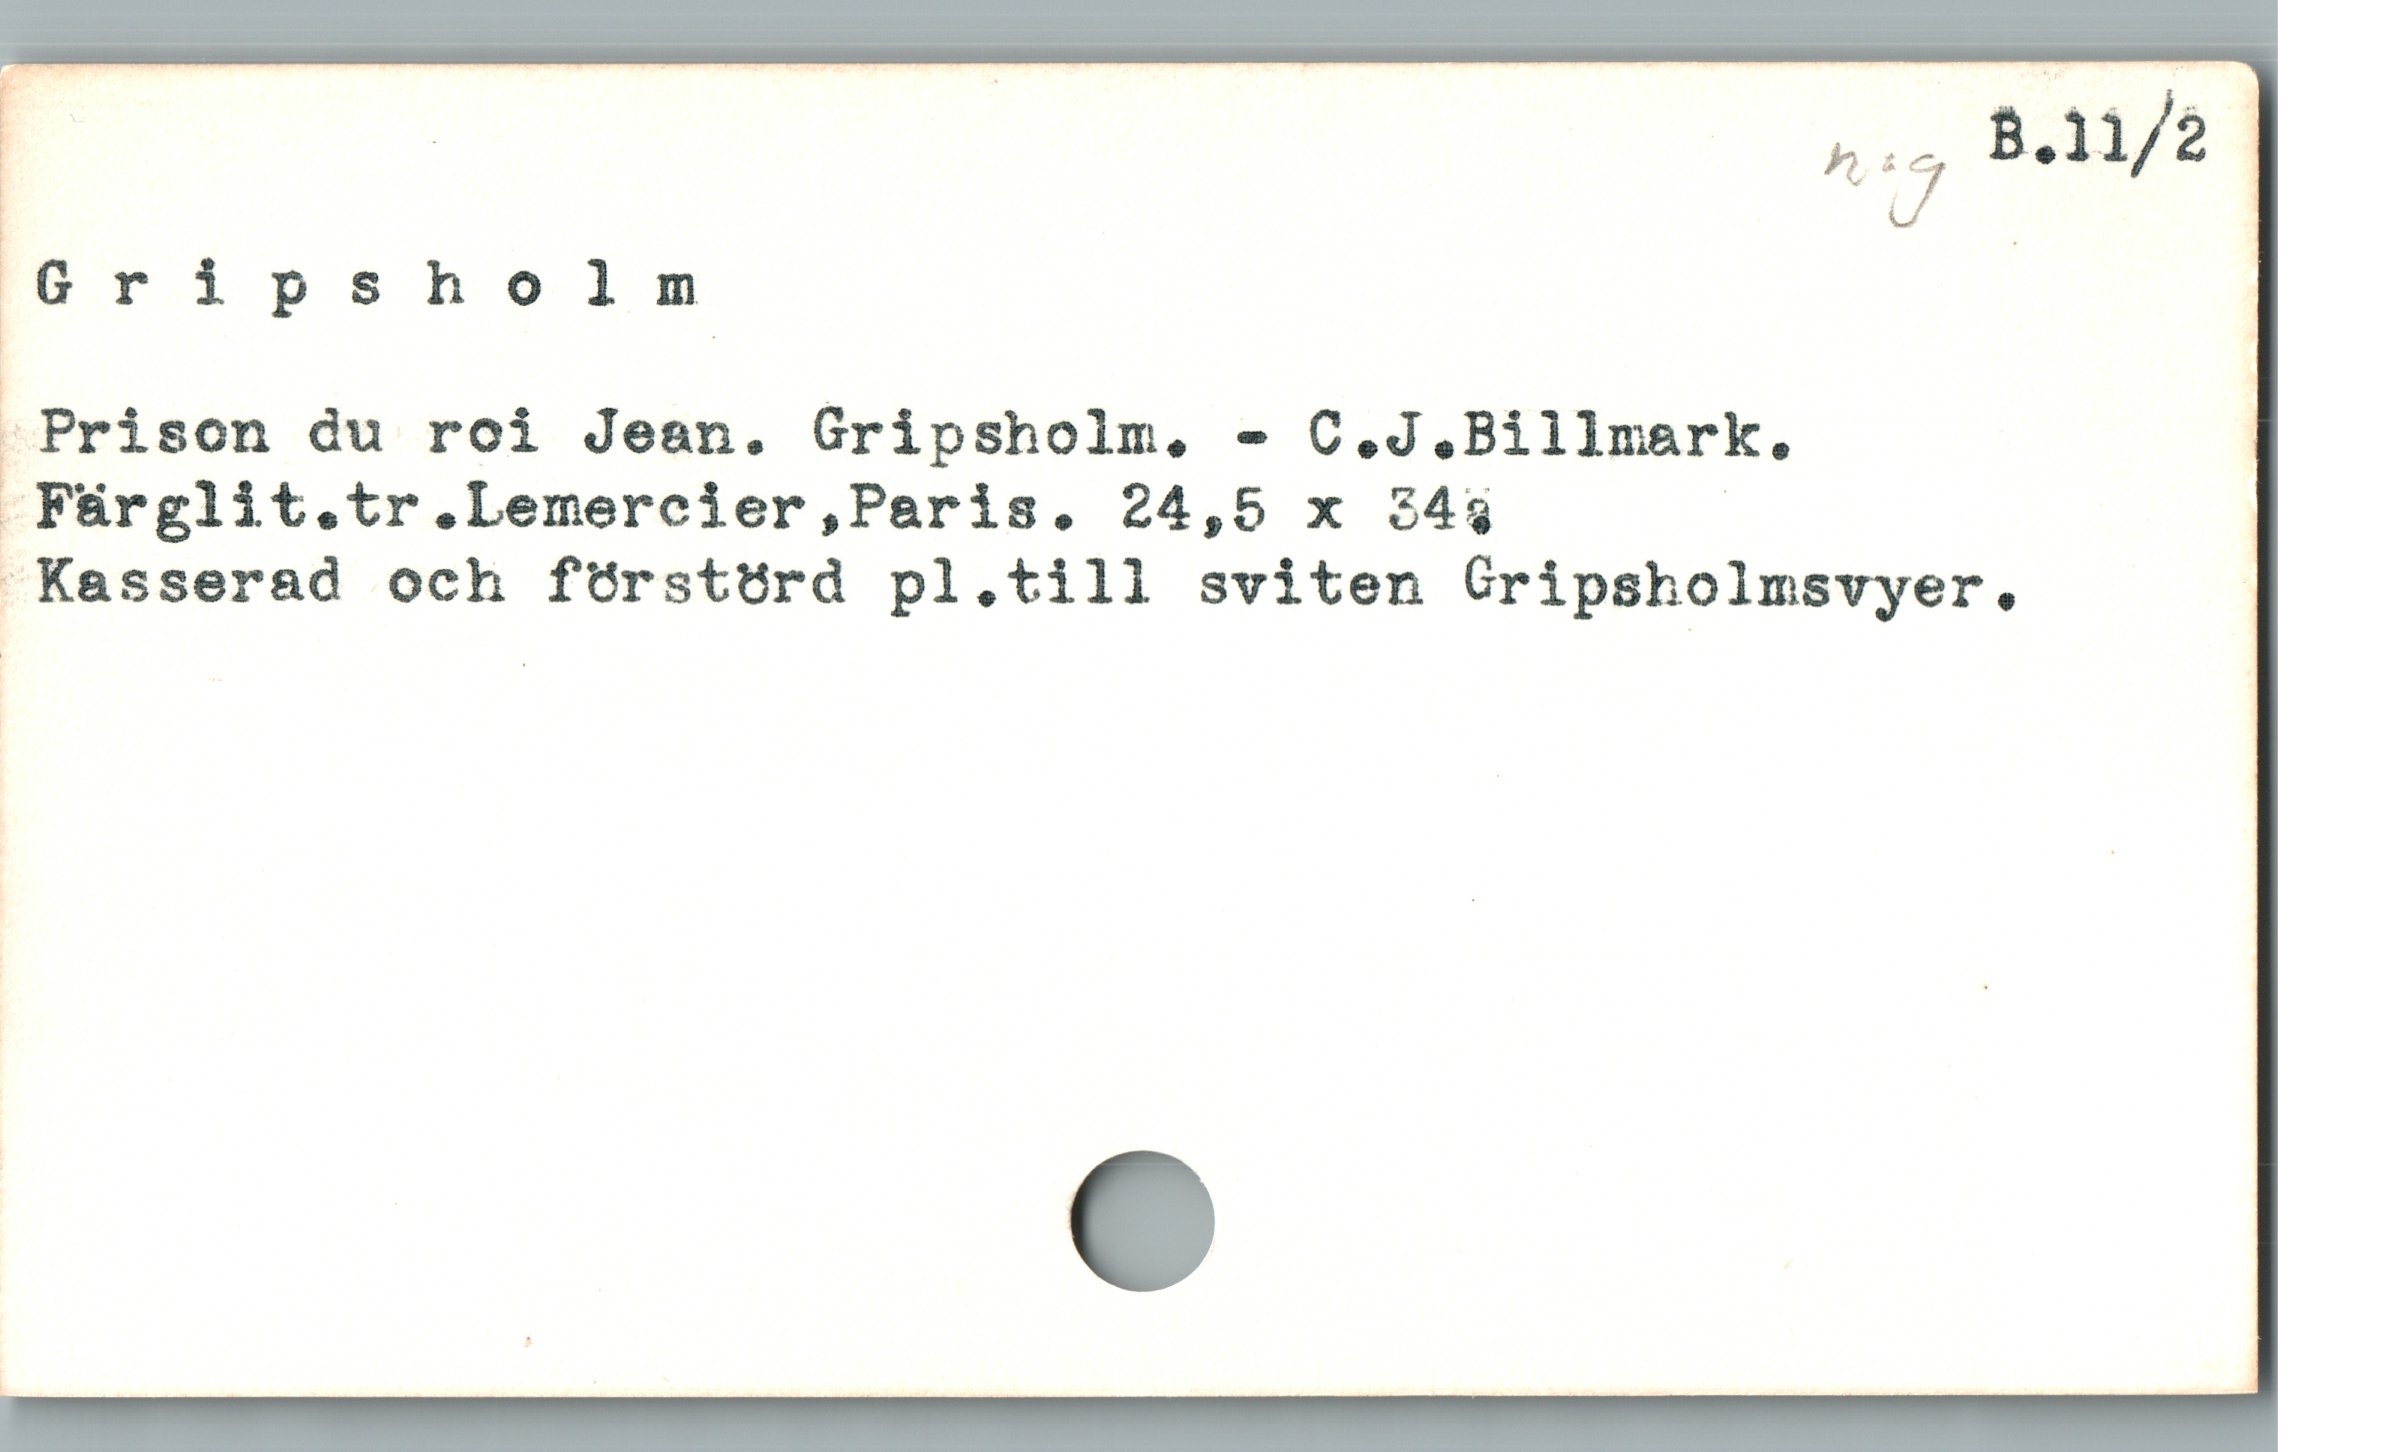 B.11/2
G r i p s h o l m
Prison du roi Jean. Gripsholm. - C.J.Billmark.
Färglit.tr.Lemercier,Paris. 24,5 x 34.
Kasserad och förstörd pl.till sviten Gripsholmsvyer.